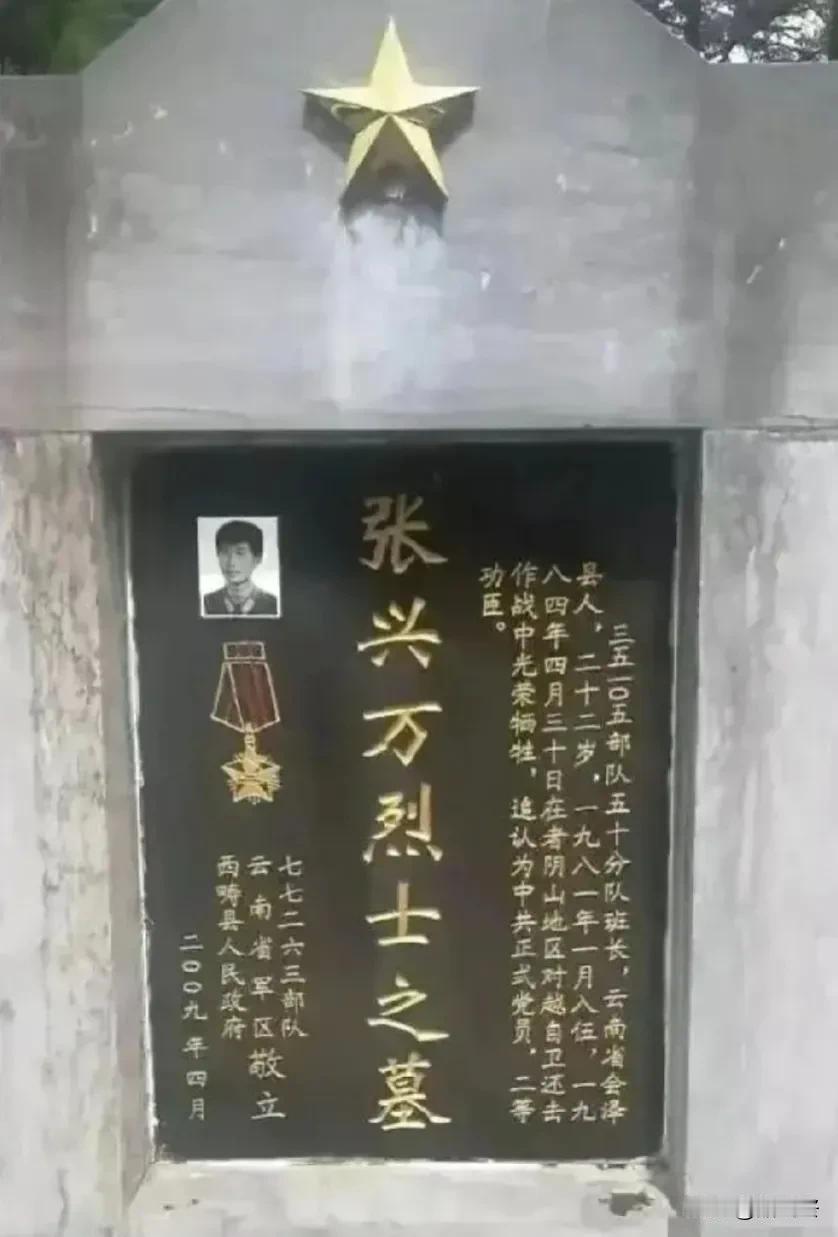 三五一〇五部队五十分队班长，云南省会泽
县人，二十二岁，一九八一年一月入伍，一九
八四年四月三十日在者阴山地区对越自卫还击
作战中光荣牺牲，追认为中共正式党员。二等
功臣。
张兴万烈士之墓
七七二六三部队
云南省军区敬立
西畴县人民政府
二〇〇九年四月